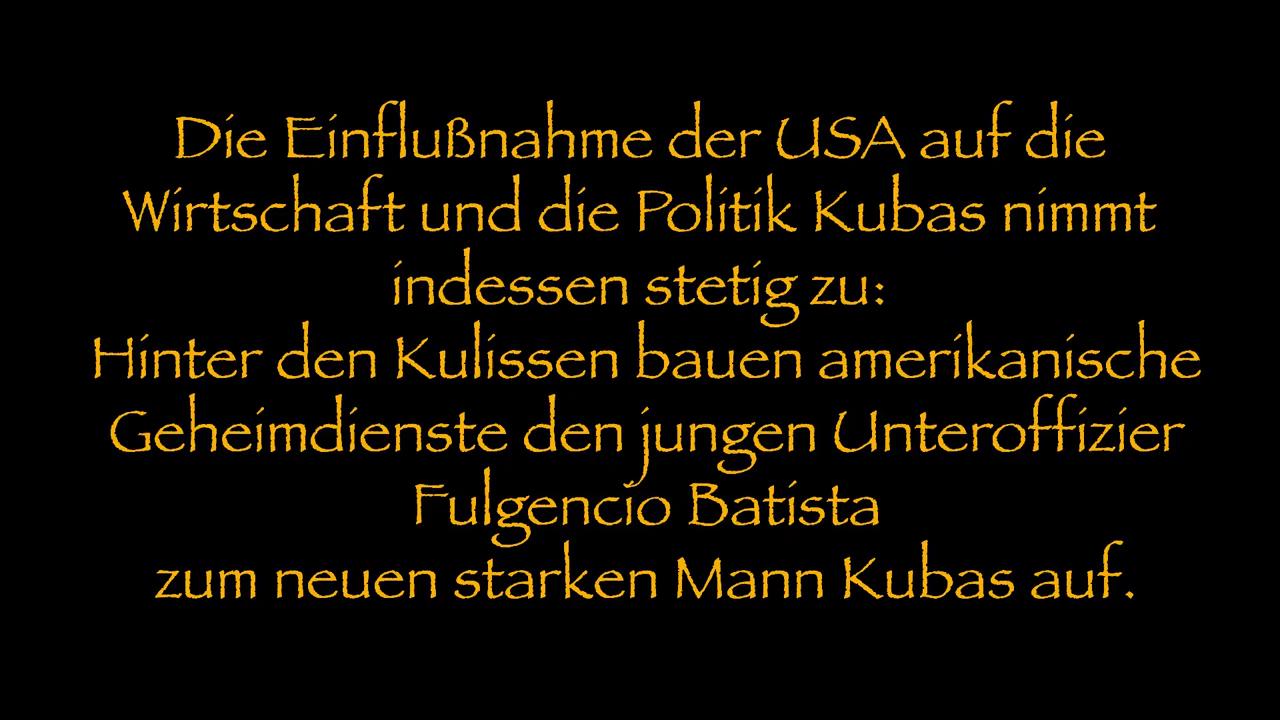 Die Einflußnahme der USA auf die
Wirtschaft und die Politik Kubas nimmt
indessen stetig zu:
Hinter den Kulissen bauen amerikanische
Geheimdienste den jungen Unteroffizier
Fulgencio Batista
zum neuen starken Mann Kubas auf.